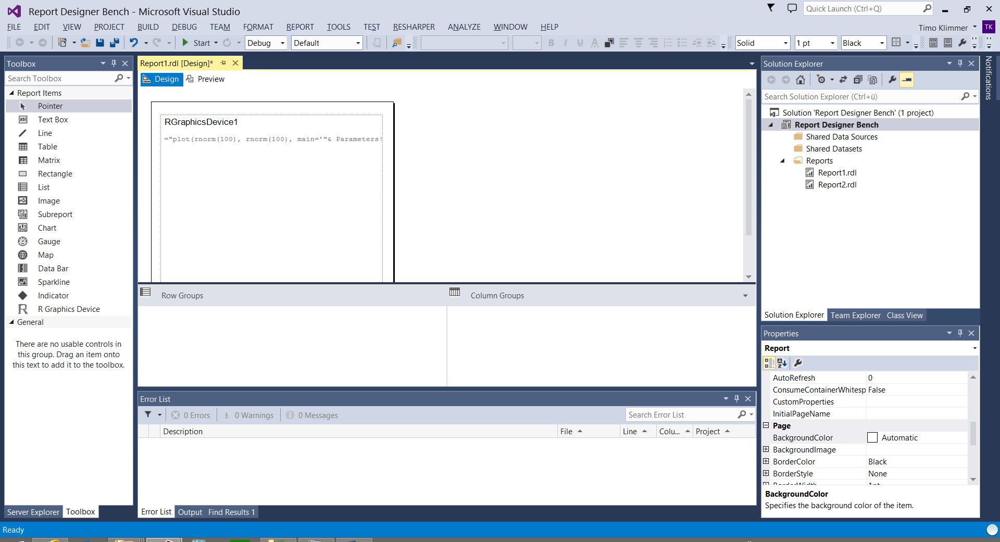 Report Designer Bench - Microsoft Visual Studio
Quick Launch (Ctrl+Q)
FILE EDIT VIEW PROJECT BUILD DEBUG TEAM FORMAT REPORT TOOLS TEST RESHARPER ANALYZE WINDOW HELP
Timo Klimmer TK
Start Debug Default Solid 1 pt Black
Toolbox
Search Toolbox
Report Items
Pointer
Text Box
Line
Table
Matrix
Rectangle
List
Image
Subreport
Chart
Gauge
Map
Data Bar
Sparkline
Indicator
R Graphics Device
General
There are no usable controls in
this group. Drag an item onto
this text to add it to the toolbox.
Server Explorer Toolbox
Report1.rdl [Design]*
Design Preview
RGraphicsDevice1
="plot(rnorm(100), rnorm(100), main='"& Parameters!
Row Groups Column Groups
Error List
0 Errors 0 Warnings 0 Messages
Search Error List
Description File Line Colu... Project
Error List Output Find Results 1
Solution Explorer
Search Solution Explorer (Ctrl+ü)
Solution 'Report Designer Bench' (1 project)
Report Designer Bench
Shared Data Sources
Shared Datasets
Reports
Report1.rdl
Report2.rdl
Solution Explorer Team Explorer Class View
Properties
Report
AutoRefresh 0
ConsumeContainerWhitesp False
CustomProperties
InitialPageName
Page
BackgroundColor Automatic
BackgroundImage
BorderColor Black
BorderStyle None
BorderWidth 1pt
BackgroundColor
Specifies the background color of the item.
Notifications
Ready